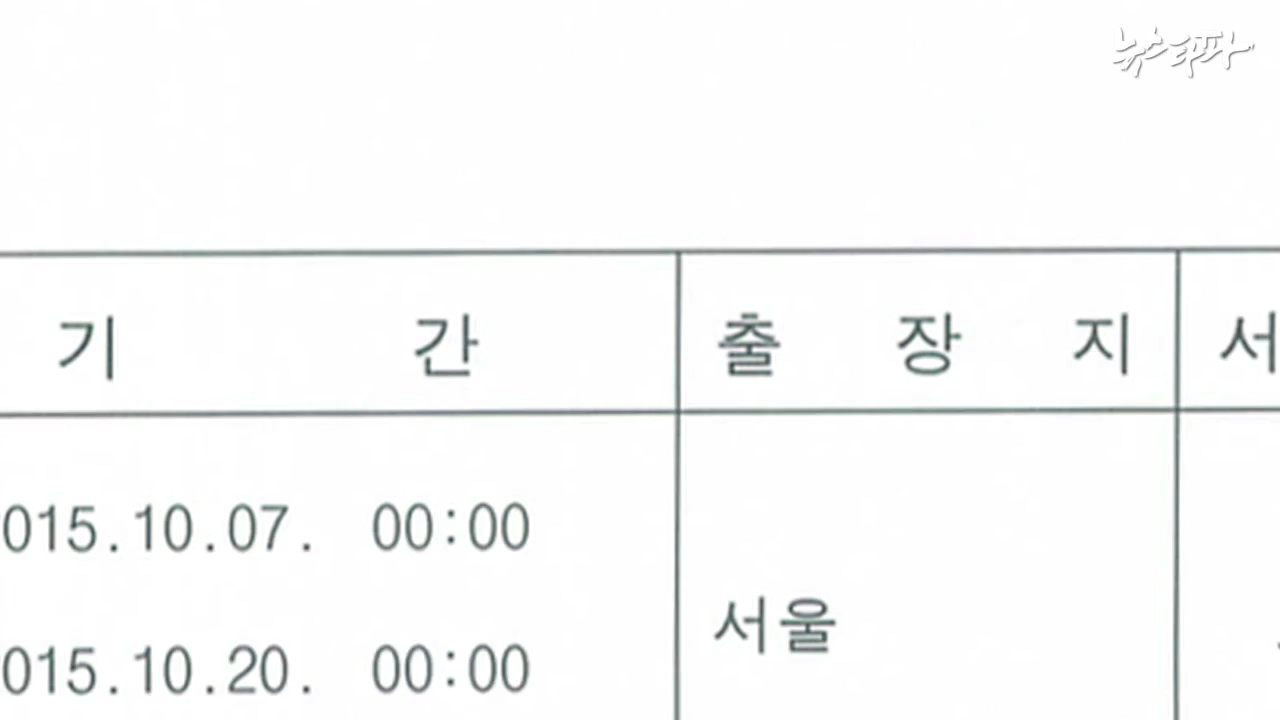 뉴스타파
기 간 출 장 지 서
015.10.07. 00:00
서울
015.10.20. 00:00